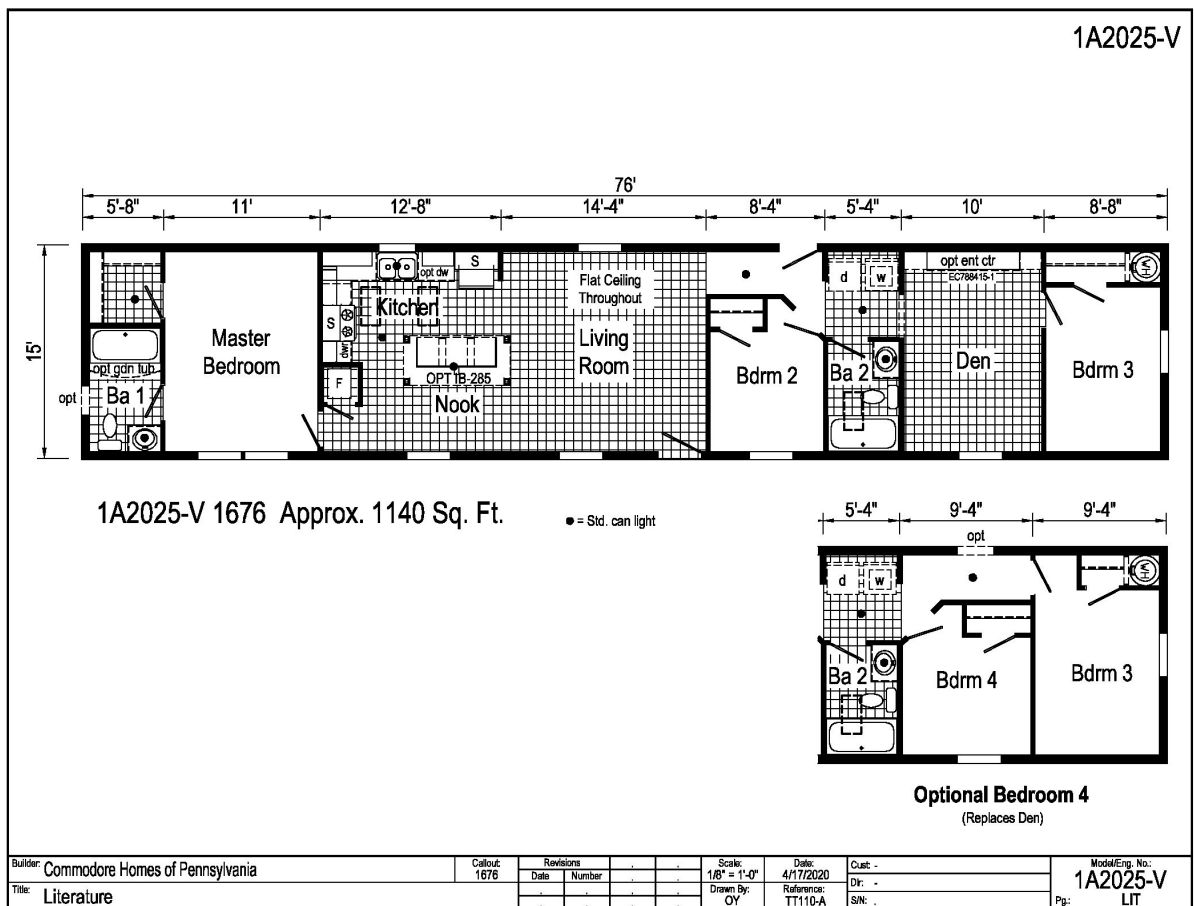 1A2025-V
76'
5'-8" 11' 12'-8" 14'-4" 8'-4" 5'-4" 10' 8'-8"
15'
opt
opt dw
S
Kitchen
S
dwr
F
OPT TB-285
Nook
Master
Bedroom
opt gdn tub
Ba 1
Flat Ceiling
Throughout
Living
Room
Bdrm 2
d w
Ba 2
opt ent ctr
EC788415-1
Den
WH
Bdrm 3
1A2025-V 1676 Approx. 1140 Sq. Ft.
= Std. can light
5'-4" 9'-4" 9'-4"
opt
d w
WH
Ba 2
Bdrm 4
Bdrm 3
Optional Bedroom 4
(Replaces Den)
Builder: Commodore Homes of Pennsylvania
Title: Literature
Callout:
1676
Revisions
Date Number
Scale:
1/8" = 1'-0"
Drawn By:
OY
Date:
4/17/2020
Reference:
TT110-A
Cust: -
Dir: -
S/N: .
Model/Eng. No.:
1A2025-V
Pg.: LIT